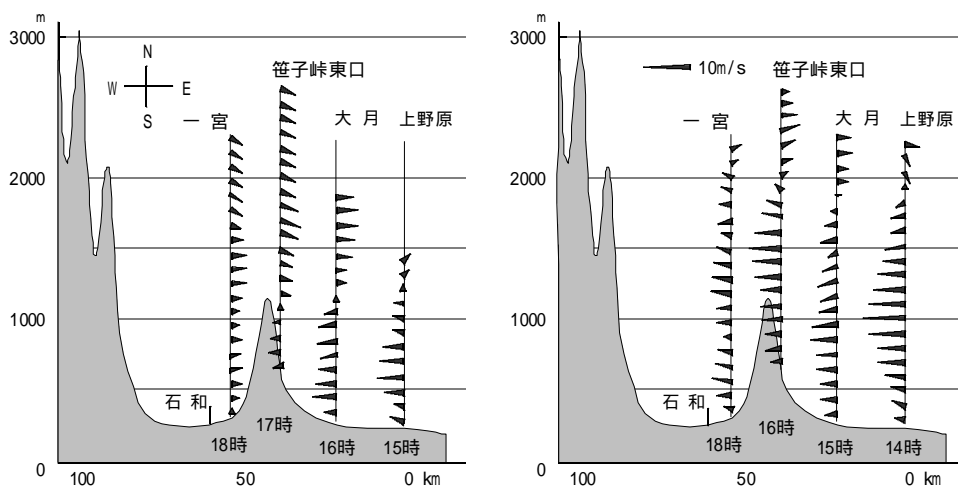 m
3000
2000
1000
0
N
W E
S
笹子峠東口
一宮
大月
上野原
石和
17時
18時
16時
15時
100
50
0 km
m
3000
2000
1000
0
10m/s
笹子峠東口
一宮
大月
上野原
石和
16時
18時
15時
14時
100
50
0 km